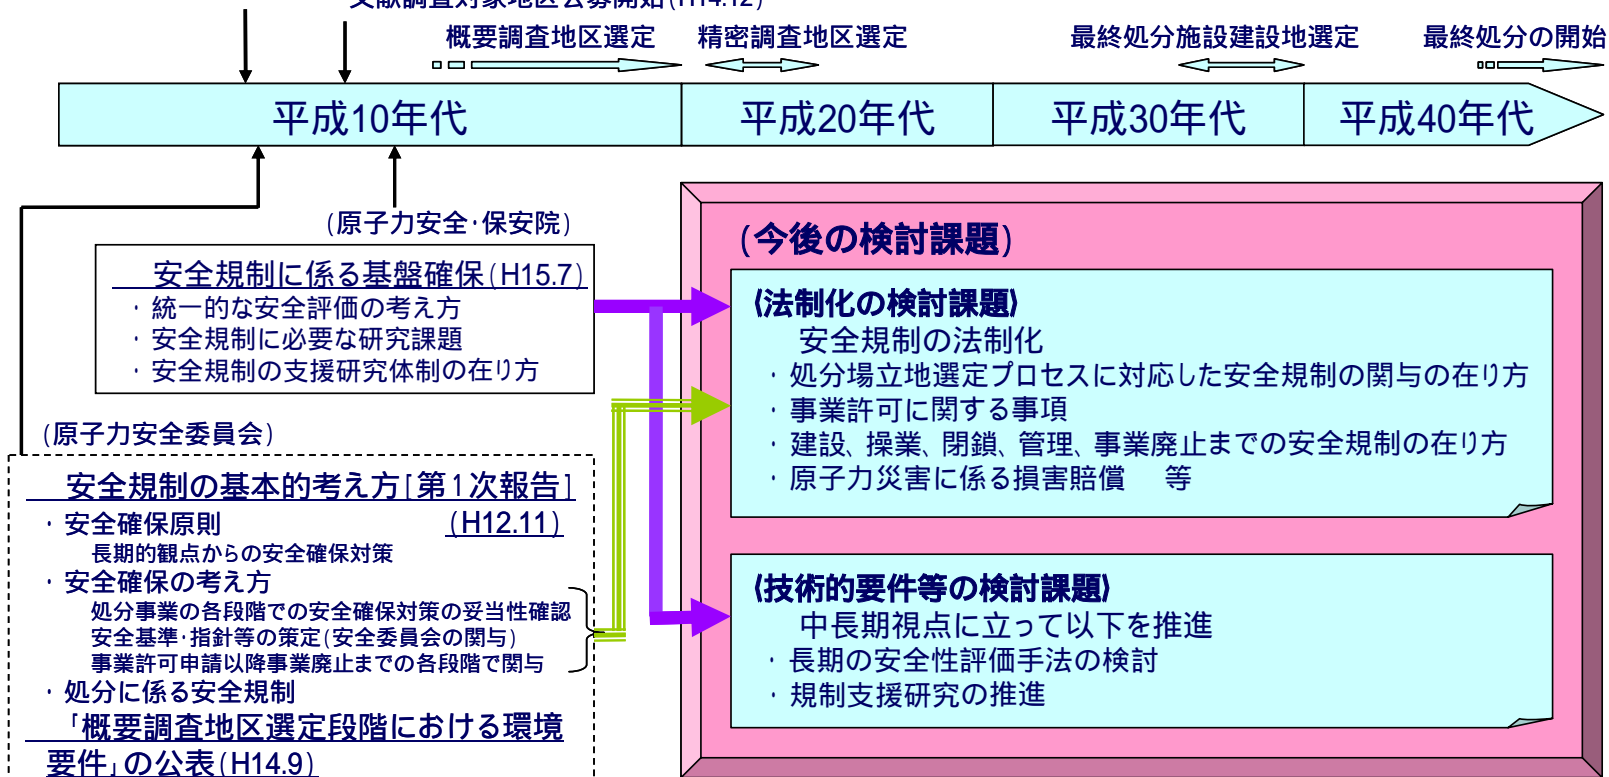 文献調査対象地区公募開始(H14.12)
概要調査地区選定
精密調査地区選定
最終処分施設建設地選定
最終処分の開始
平成10年代
平成20年代
平成30年代
平成40年代
(原子力安全・保安院)
安全規制に係る基盤確保(H15.7)
・統一的な安全評価の考え方
・安全規制に必要な研究課題
・安全規制の支援研究体制の在り方
(原子力安全委員会)
安全規制の基本的考え方[第1次報告]
(H12.11)
・安全確保原則
長期的観点からの安全確保対策
・安全確保の考え方
処分事業の各段階での安全確保対策の妥当性確認
安全基準・指針等の策定(安全委員会の関与)
事業許可申請以降事業廃止までの各段階で関与
・処分に係る安全規制
「概要調査地区選定段階における環境
要件」の公表(H14.9)
(今後の検討課題)
《法制化の検討課題》
安全規制の法制化
・処分場立地選定プロセスに対応した安全規制の関与の在り方
・事業許可に関する事項
・建設、操業、閉鎖、管理、事業廃止までの安全規制の在り方
・原子力災害に係る損害賠償 等
《技術的要件等の検討課題》
中長期視点に立って以下を推進
・長期の安全性評価手法の検討
・規制支援研究の推進